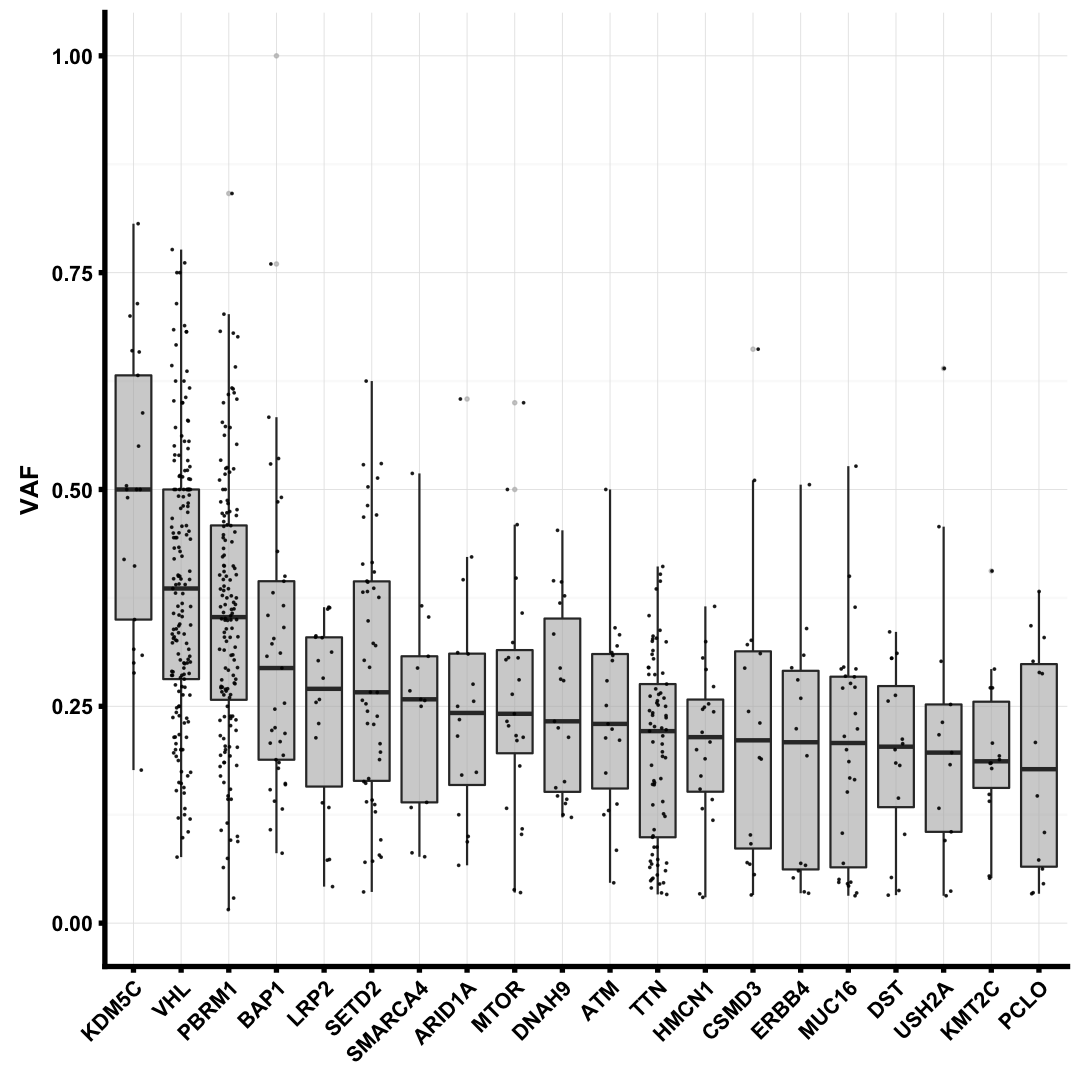 VAF
1.00
0.75
0.50
0.25
0.00
KDM5C
VHL
PBRM1
BAP1
LRP2
SETD2
SMARCA4
ARID1A
MTOR
DNAH9
ATM
TTN
HMCN1
CSMD3
ERBB4
MUC16
DST
USH2A
KMT2C
PCLO